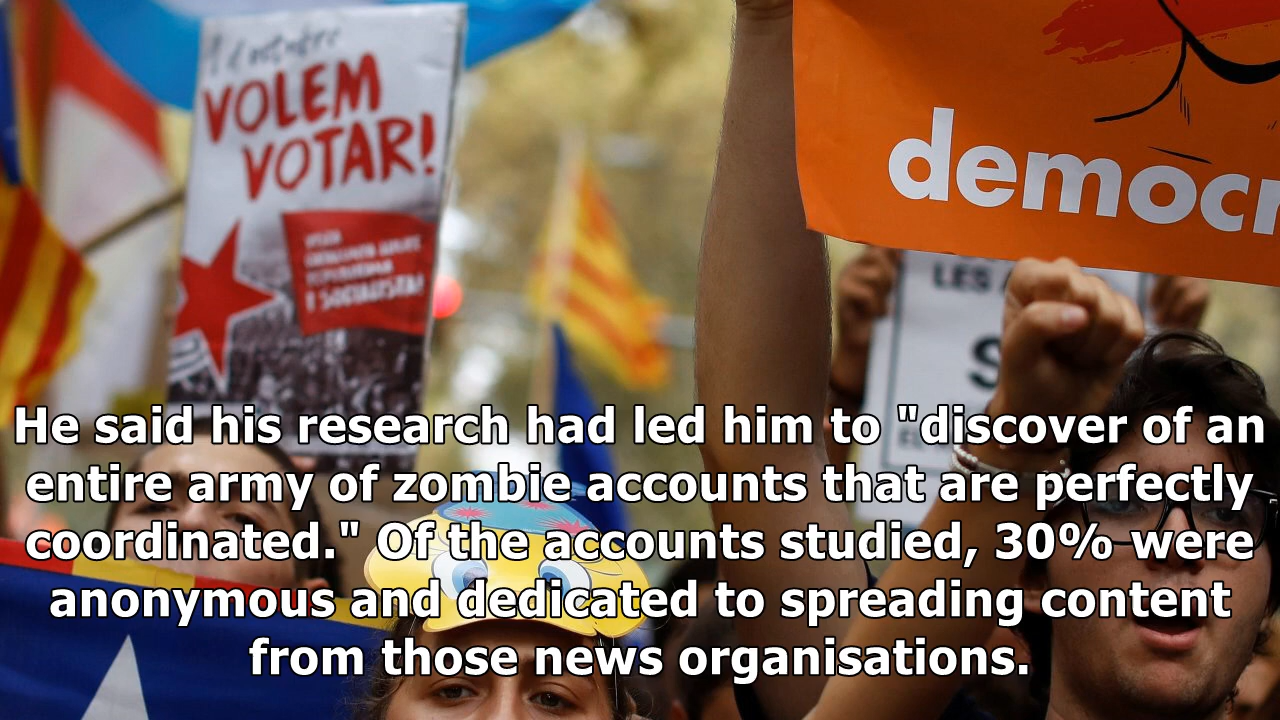 VOLEM
VOTAR!
I SOCIALISTA!
democr
LES
S
He said his research had led him to "discover of an
entire army of zombie accounts that are perfectly
coordinated." Of the accounts studied, 30% were
anonymous and dedicated to spreading content
from those news organisations.